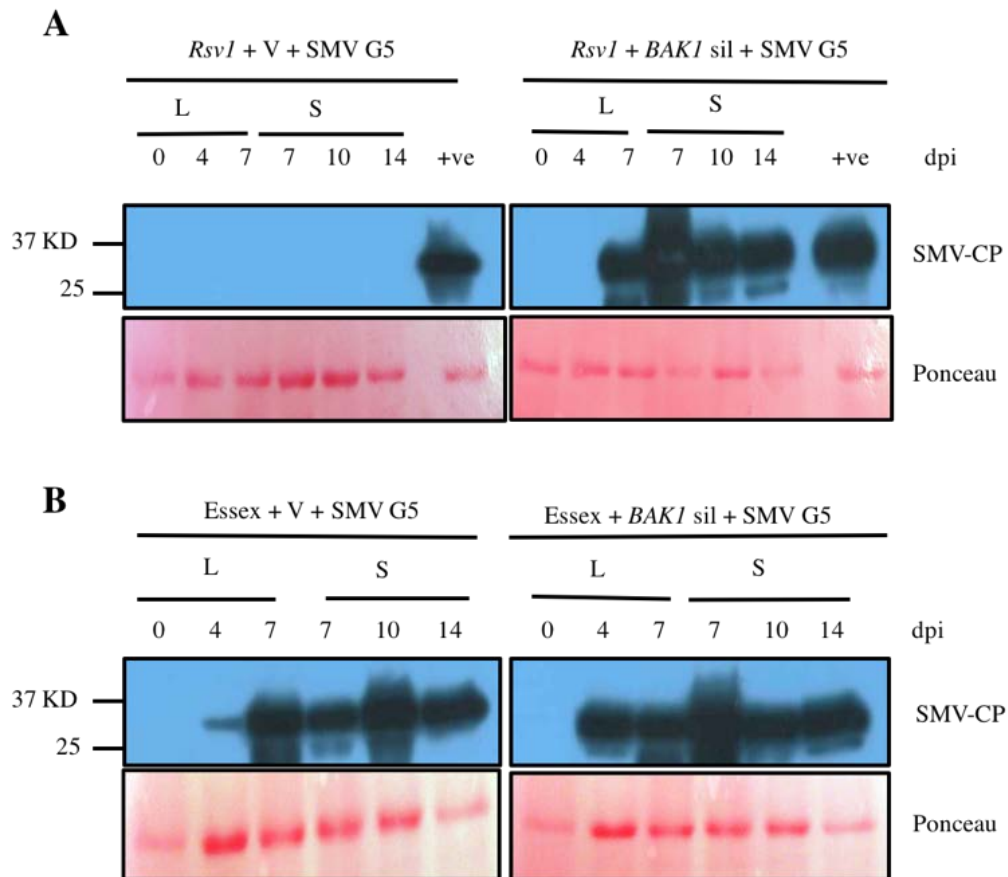 A
Rsv1 + V + SMV G5 Rsv1 + BAK1 sil + SMV G5
L S L S
0 4 7 7 10 14 +ve 0 4 7 7 10 14 +ve dpi
37 KD
SMV-CP
25
Ponceau
B
Essex + V + SMV G5 Essex + BAK1 sil + SMV G5
L S L S
0 4 7 7 10 14 0 4 7 7 10 14 dpi
37 KD
SMV-CP
25
Ponceau